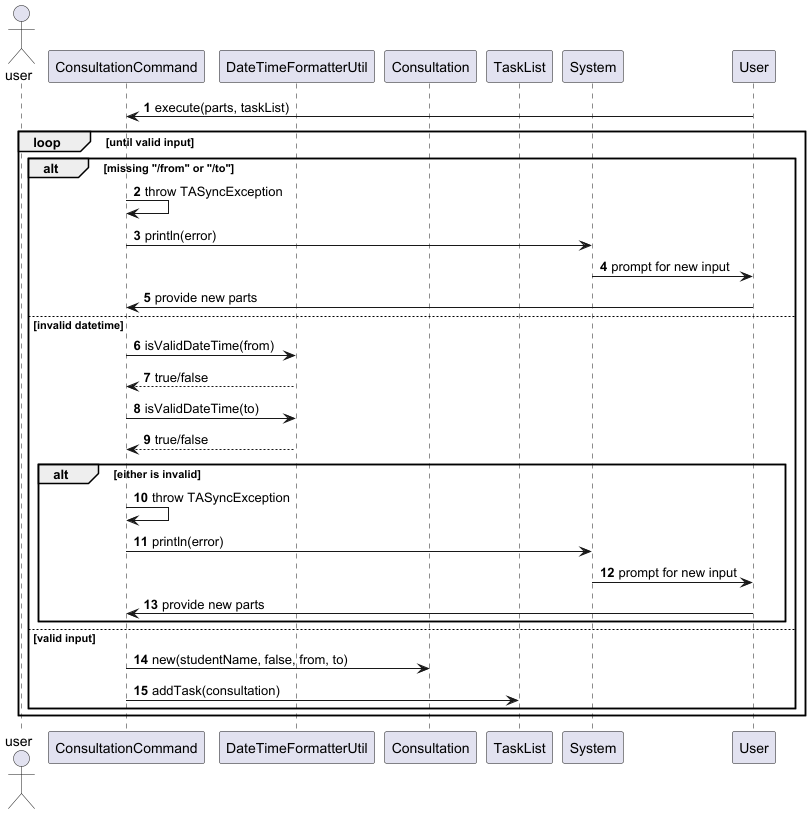 user
ConsultationCommand DateTimeFormatterUtil Consultation TaskList System User
1 execute(parts, taskList)
loop [until valid input]
alt [missing "/from" or "/to"]
2 throw TASyncException
3 println(error)
4 prompt for new input
5 provide new parts
[invalid datetime]
6 isValidDateTime(from)
7 true/false
8 isValidDateTime(to)
9 true/false
alt [either is invalid]
10 throw TASyncException
11 println(error)
12 prompt for new input
13 provide new parts
[valid input]
14 new(studentName, false, from, to)
15 addTask(consultation)
user
ConsultationCommand DateTimeFormatterUtil Consultation TaskList System User